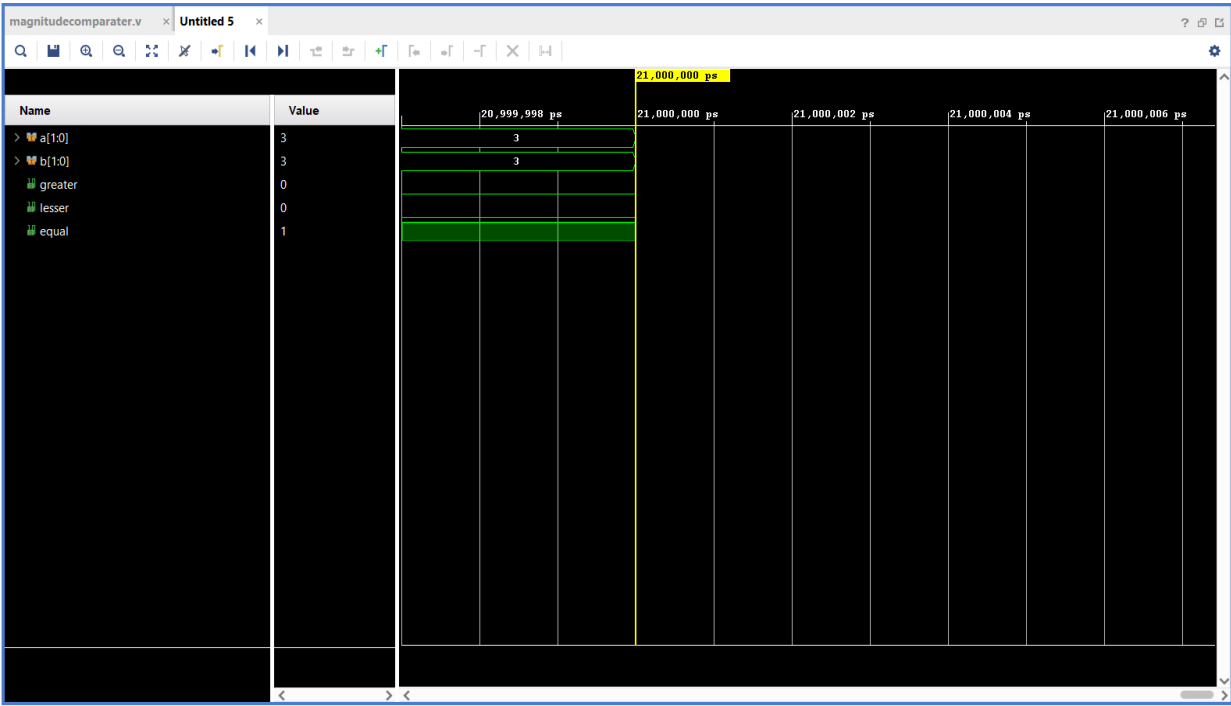 magnitudecomparater.v × Untitled 5 × ?
21,000,000 ps
Name Value 20,999,998 ps 21,000,000 ps 21,000,002 ps 21,000,004 ps 21,000,006 ps
> a[1:0] 3 3
> b[1:0] 3 3
greater 0
lesser 0
equal 1